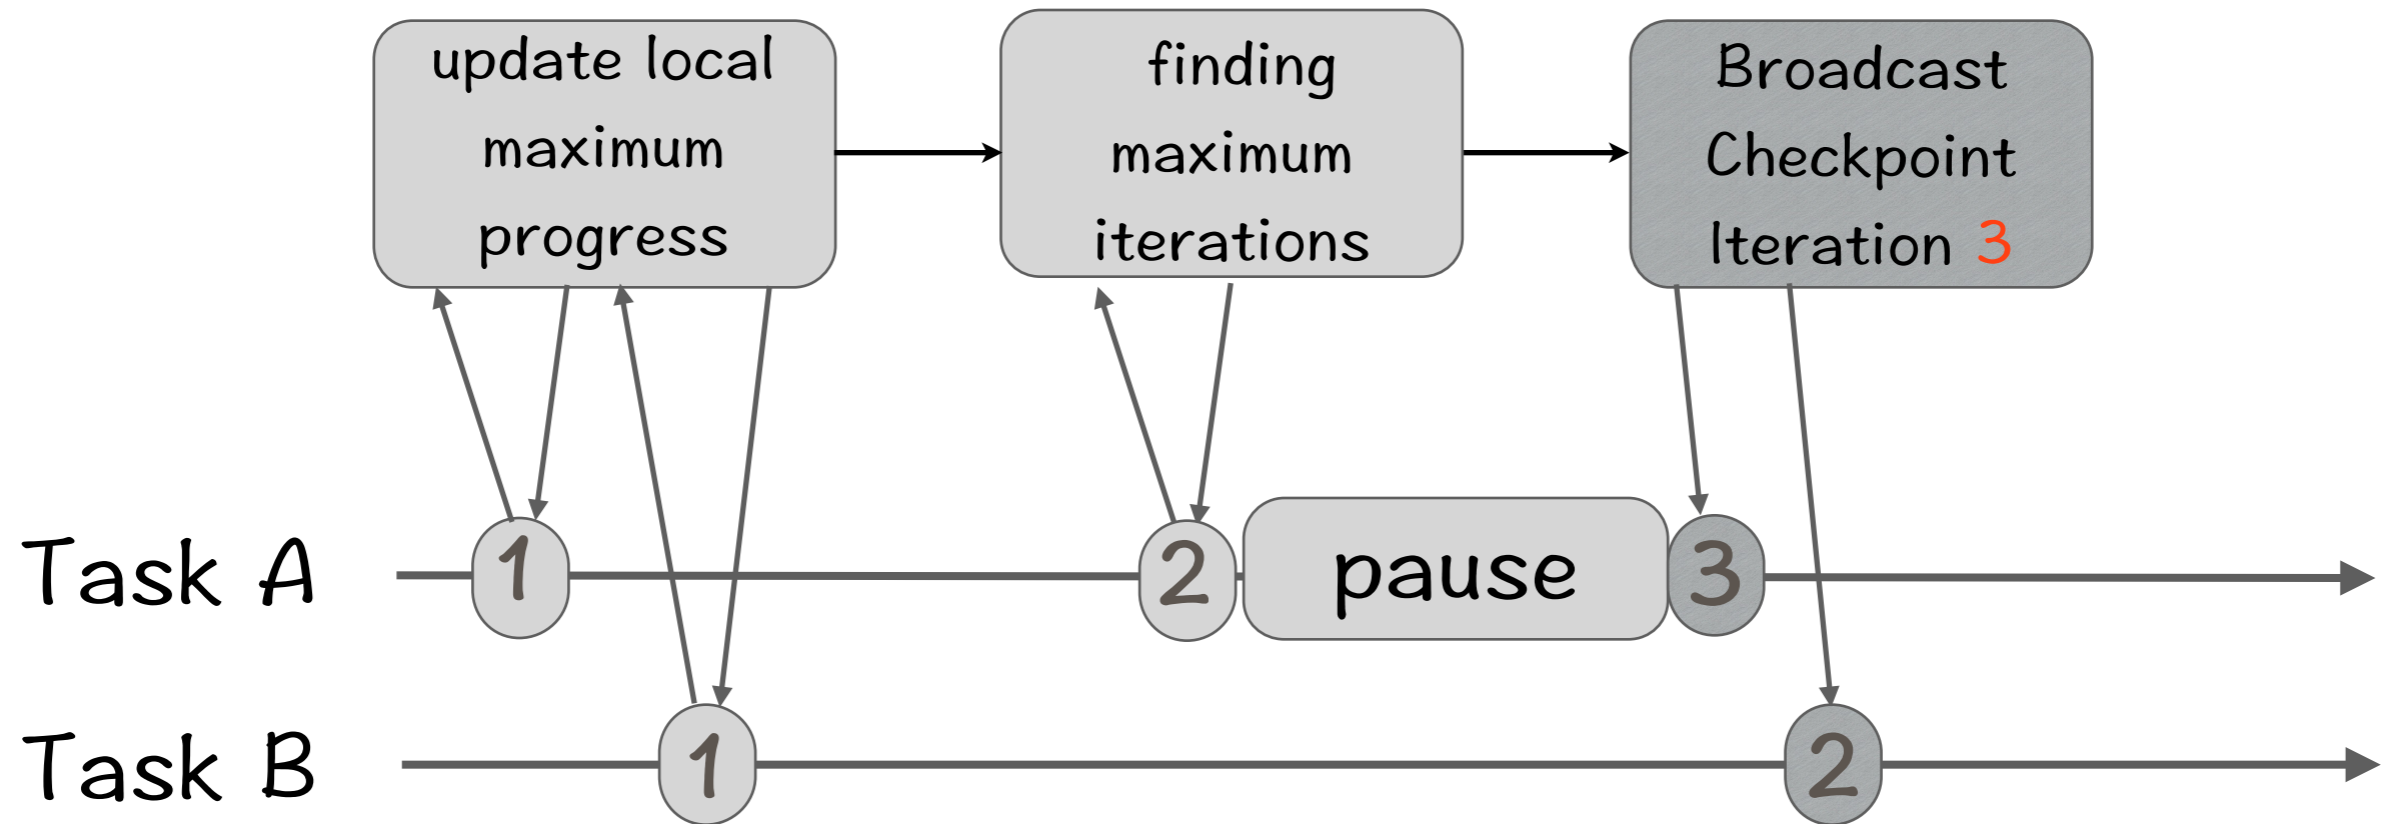 update local
maximum
progress
finding
maximum
iterations
Broadcast
Checkpoint
Iteration 3
Task A
1
2
pause
3
Task B
1
2